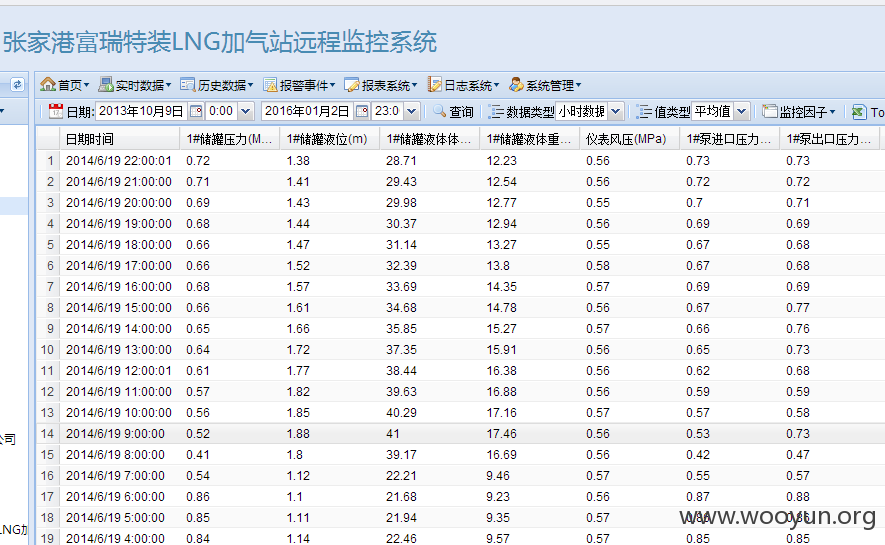 张家港富瑞特装LNG加气站远程监控系统
首页 实时数据 历史数据 报警事件 报表系统 日志系统 系统管理
日期: 2013年10月9日 0:00 2016年01月2日 23:0 查询 数据类型 小时数据 值类型 平均值 监控因子 To
日期时间 1#储罐压力(M... 1#储罐液位(m) 1#储罐液体体... 1#储罐液体重... 仪表风压(MPa) 1#泵进口压力... 1#泵出口压力...
1 2014/6/19 22:00:01 0.72 1.38 28.71 12.23 0.56 0.73 0.73
2 2014/6/19 21:00:00 0.71 1.41 29.43 12.54 0.56 0.72 0.72
3 2014/6/19 20:00:00 0.69 1.43 29.98 12.77 0.55 0.7 0.71
4 2014/6/19 19:00:00 0.68 1.44 30.37 12.94 0.56 0.69 0.69
5 2014/6/19 18:00:00 0.66 1.47 31.14 13.27 0.55 0.67 0.68
6 2014/6/19 17:00:00 0.66 1.52 32.39 13.8 0.58 0.67 0.68
7 2014/6/19 16:00:00 0.68 1.57 33.69 14.35 0.57 0.69 0.69
8 2014/6/19 15:00:00 0.66 1.61 34.68 14.78 0.56 0.67 0.77
9 2014/6/19 14:00:00 0.65 1.66 35.85 15.27 0.57 0.66 0.76
10 2014/6/19 13:00:00 0.64 1.72 37.35 15.91 0.56 0.65 0.73
11 2014/6/19 12:00:01 0.61 1.77 38.44 16.38 0.56 0.62 0.68
12 2014/6/19 11:00:00 0.57 1.82 39.63 16.88 0.56 0.59 0.59
13 2014/6/19 10:00:00 0.56 1.85 40.29 17.16 0.57 0.57 0.58
公司
14 2014/6/19 9:00:00 0.52 1.88 41 17.46 0.56 0.53 0.73
15 2014/6/19 8:00:00 0.41 1.8 39.17 16.69 0.56 0.42 0.47
16 2014/6/19 7:00:00 0.54 1.12 22.21 9.46 0.57 0.55 0.57
17 2014/6/19 6:00:00 0.86 1.1 21.68 9.23 0.56 0.87 0.88
18 2014/6/19 5:00:00 0.85 1.11 21.94 9.35 0.57 0.86 0.86
www.wooyun.org
LNG加
19 2014/6/19 4:00:00 0.84 1.14 22.46 9.57 0.57 0.85 0.85